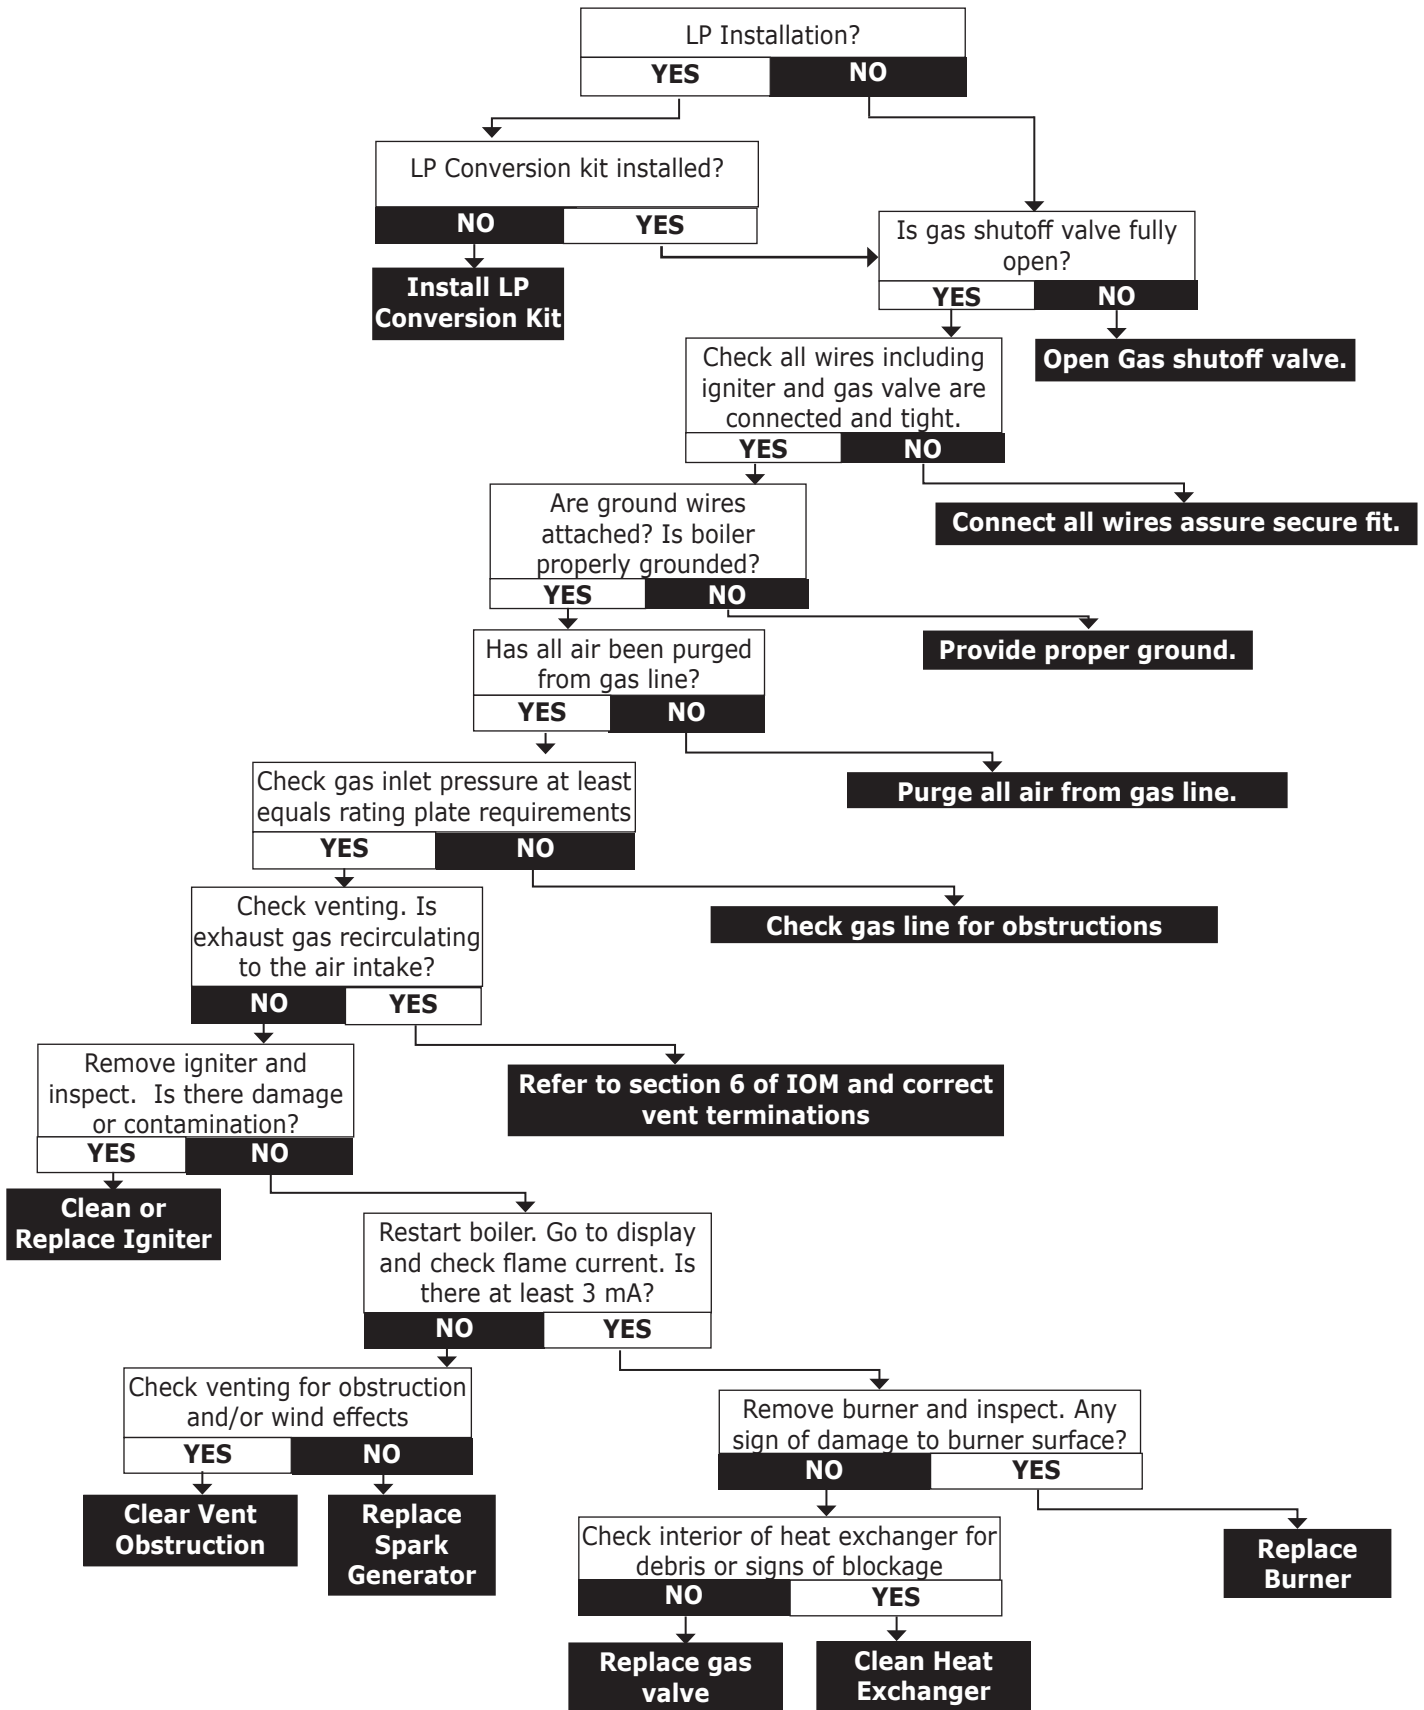 LP Installation?
YES
NO
LP Conversion kit installed?
NO
YES
Is gas shutoff valve fully
open?
YES
NO
Install LP
Conversion Kit
Open Gas shutoff valve.
Check all wires including
igniter and gas valve are
connected and tight.
YES
NO
Connect all wires assure secure fit.
Are ground wires
attached? Is boiler
properly grounded?
YES
NO
Provide proper ground.
Has all air been purged
from gas line?
YES
NO
Purge all air from gas line.
Check gas inlet pressure at least
equals rating plate requirements
YES
NO
Check gas line for obstructions
Check venting. Is
exhaust gas recirculating
to the air intake?
NO
YES
Refer to section 6 of IOM and correct
vent terminations
Remove igniter and
inspect.  Is there damage
or contamination?
YES
NO
Clean or
Replace Igniter
Restart boiler. Go to display
and check flame current. Is
there at least 3 mA?
NO
YES
Check venting for obstruction
and/or wind effects
YES
NO
Clear Vent
Obstruction
Replace
Spark
Generator
Remove burner and inspect. Any
sign of damage to burner surface?
NO
YES
Replace
Burner
Check interior of heat exchanger for
debris or signs of blockage
NO
YES
Replace gas
valve
Clean Heat
Exchanger